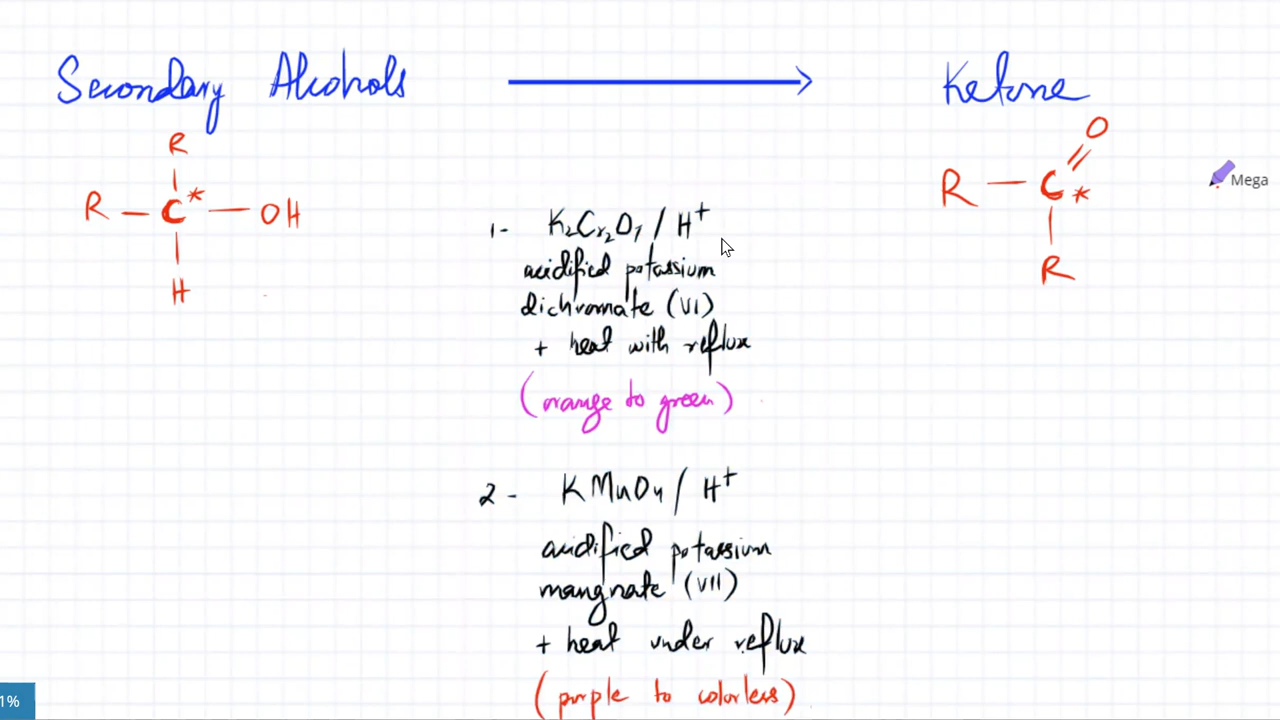 Secondary Alcohols
Ketone
R
R – C* – OH
H
O
R – C*
R
Mega
1- K₂Cr₂O₇ / H⁺
acidified potassium
dichromate (VI)
+ heat with reflux
(orange to green)
2- KMnO₄ / H⁺
acidified potassium
mangnate (VII)
+ heat under reflux
(purple to colorless)
1%